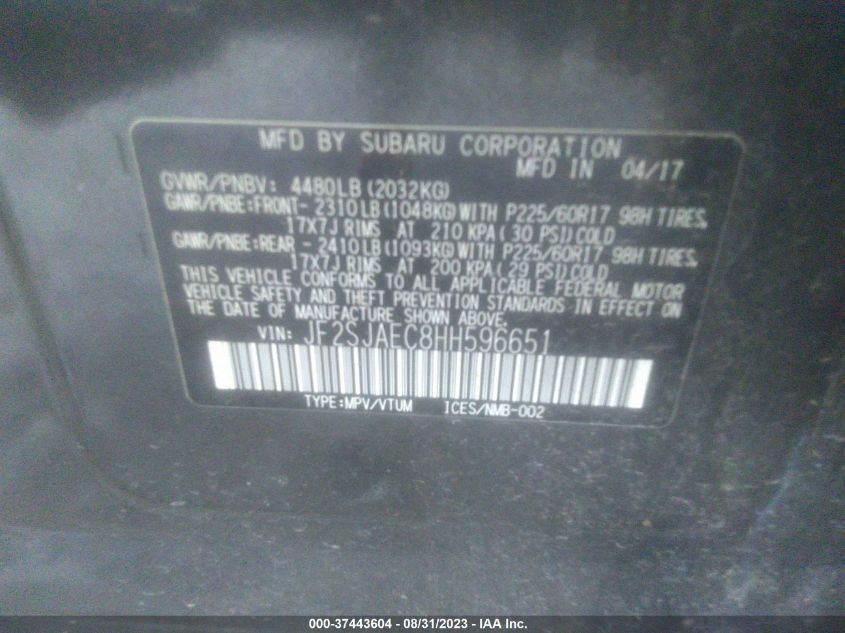 MFD BY SUBARU CORPORATION
MFD IN 04/17
GVWR/PNBV: 4480LB (2032KG)
GAWR/PNBE:FRONT- 2310LB (1048KG) WITH P225/60R17 98H TIRES,
17X7J RIMS AT 210 KPA (30 PSI) COLD
GAWR/PNBE:REAR - 2410LB (1093KG) WITH P225/60R17 98H TIRES,
17X7J RIMS AT 200 KPA (29 PSI) COLD
THIS VEHICLE CONFORMS TO ALL APPLICABLE FEDERAL MOTOR
VEHICLE SAFETY AND THEFT PREVENTION STANDARDS IN EFFECT ON
THE DATE OF MANUFACTURE SHOWN ABOVE.
VIN: JF2SJAEC8HH596651
TYPE:MPV/VTUM ICES/NMB-002
000-37443604 - 08/31/2023 - IAA Inc.